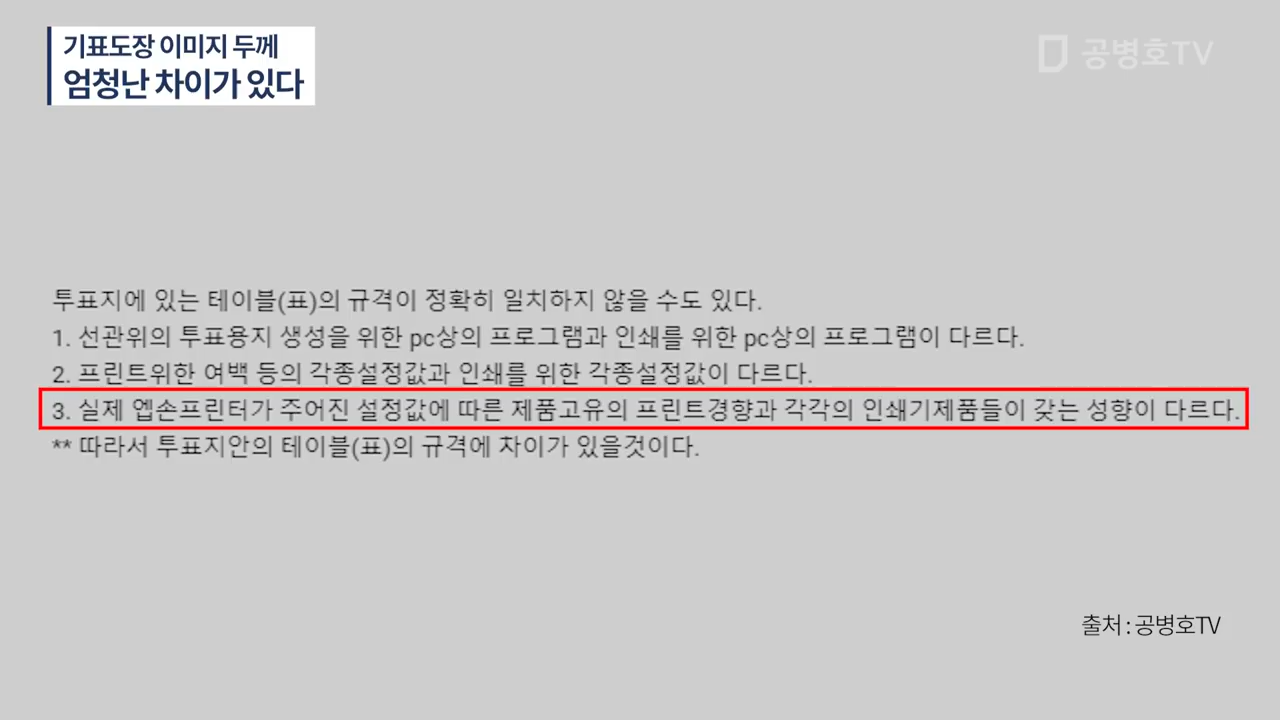 기표도장 이미지 두께
엄청난 차이가 있다
공병호TV
투표지에 있는 테이블(표)의 규격이 정확히 일치하지 않을 수도 있다.
1. 선관위의 투표용지 생성을 위한 pc상의 프로그램과 인쇄를 위한 pc상의 프로그램이 다르다.
2. 프린트위한 여백 등의 각종설정값과 인쇄를 위한 각종설정값이 다르다.
3. 실제 엡손프린터가 주어진 설정값에 따른 제품고유의 프린트경향과 각각의 인쇄기제품들이 갖는 성향이 다르다.
** 따라서 투표지안의 테이블(표)의 규격에 차이가 있을것이다.
출처 : 공병호TV